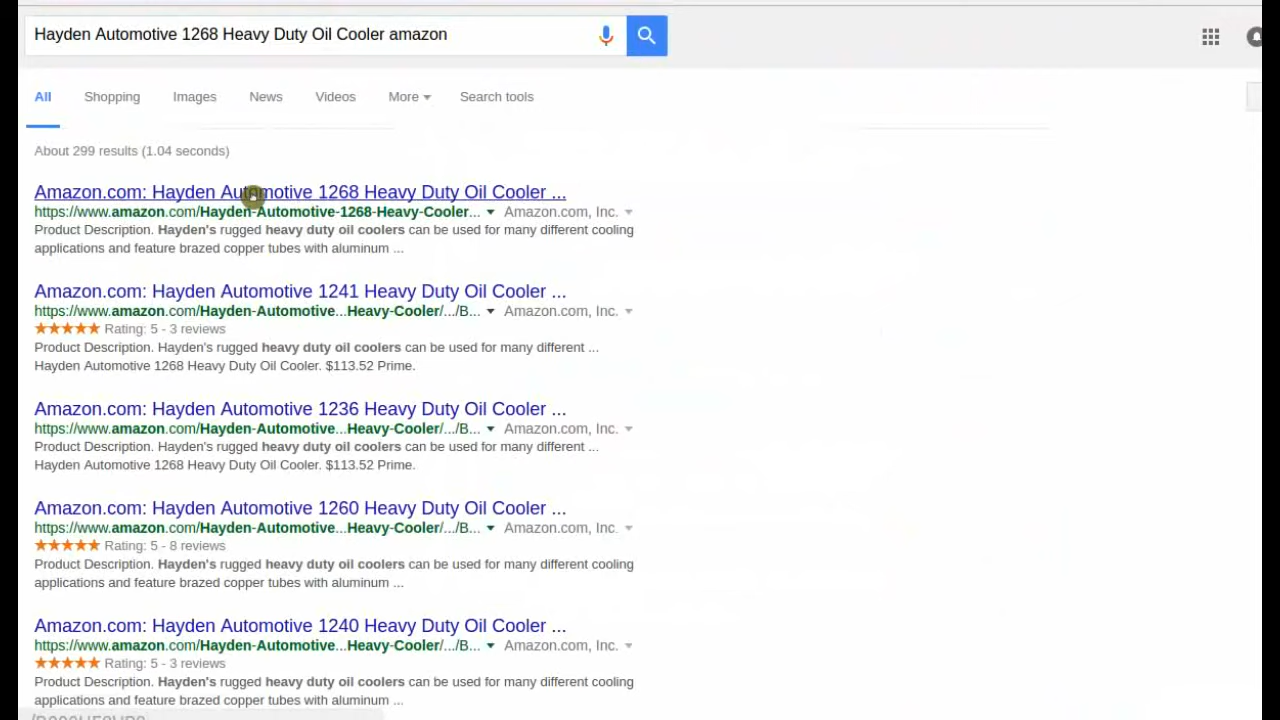 Hayden Automotive 1268 Heavy Duty Oil Cooler amazon
All Shopping Images News Videos More Search tools
About 299 results (1.04 seconds)
Amazon.com: Hayden Automotive 1268 Heavy Duty Oil Cooler ...
https://www.amazon.com/Hayden-Automotive-1268-Heavy-Cooler... Amazon.com, Inc.
Product Description. Hayden's rugged heavy duty oil coolers can be used for many different cooling
applications and feature brazed copper tubes with aluminum ...
Amazon.com: Hayden Automotive 1241 Heavy Duty Oil Cooler ...
https://www.amazon.com/Hayden-Automotive...Heavy-Cooler/.../B... Amazon.com, Inc.
★★★★★ Rating: 5 - 3 reviews
Product Description. Hayden's rugged heavy duty oil coolers can be used for many different ...
Hayden Automotive 1268 Heavy Duty Oil Cooler. $113.52 Prime.
Amazon.com: Hayden Automotive 1236 Heavy Duty Oil Cooler ...
https://www.amazon.com/Hayden-Automotive...Heavy-Cooler/.../B... Amazon.com, Inc.
Product Description. Hayden's rugged heavy duty oil coolers can be used for many different ...
Hayden Automotive 1268 Heavy Duty Oil Cooler. $113.52 Prime.
Amazon.com: Hayden Automotive 1260 Heavy Duty Oil Cooler ...
https://www.amazon.com/Hayden-Automotive...Heavy-Cooler/.../B... Amazon.com, Inc.
★★★★★ Rating: 5 - 8 reviews
Product Description. Hayden's rugged heavy duty oil coolers can be used for many different cooling
applications and feature brazed copper tubes with aluminum ...
Amazon.com: Hayden Automotive 1240 Heavy Duty Oil Cooler ...
https://www.amazon.com/Hayden-Automotive...Heavy-Cooler/.../B... Amazon.com, Inc.
★★★★★ Rating: 5 - 3 reviews
Product Description. Hayden's rugged heavy duty oil coolers can be used for many different cooling
applications and feature brazed copper tubes with aluminum ...